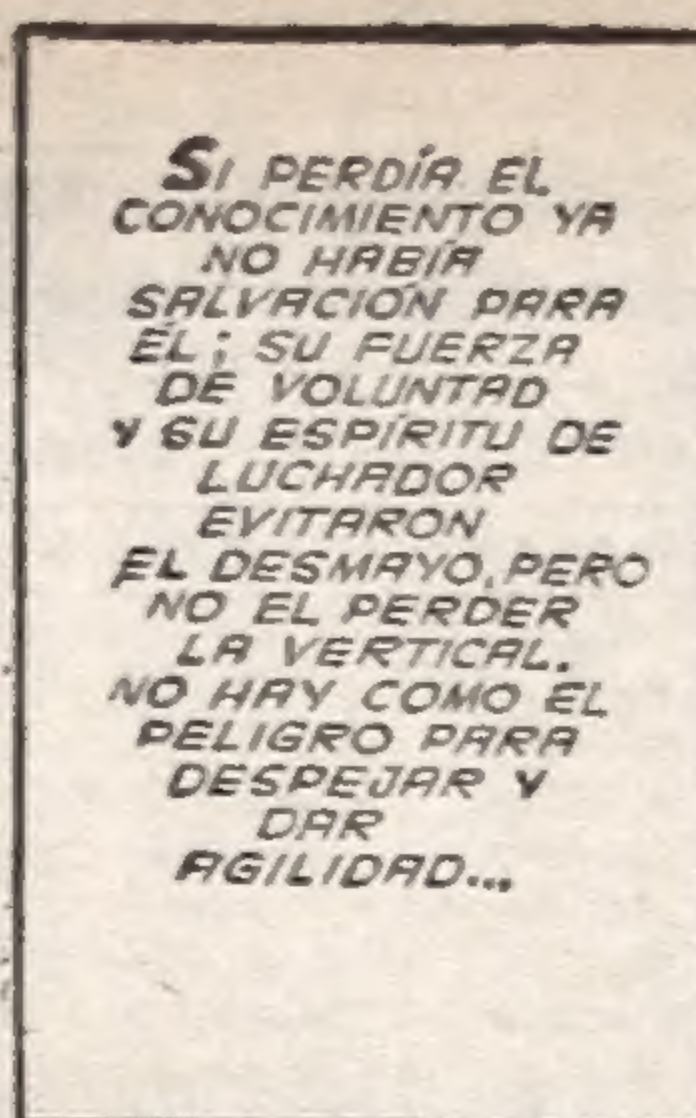 SI PERDÍA EL
CONOCIMIENTO YA
NO HABÍA
SALVACIÓN PARA
ÉL; SU FUERZA
DE VOLUNTAD
Y SU ESPÍRITU DE
LUCHADOR
EVITARON
EL DESMAYO, PERO
NO EL PERDER
LA VERTICAL.
NO HAY COMO EL
PELIGRO PARA
DESPEJAR Y
DAR
AGILIDAD...